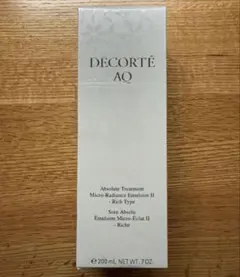 DECORTÉ
AQ
Absolute Treatment
Micro-Radiance Emulsion II
- Rich Type
Soin Absolu
Émulsion Micro-Éclat II
- Riche
℮ 200 mL NET WT. 7 OZ.